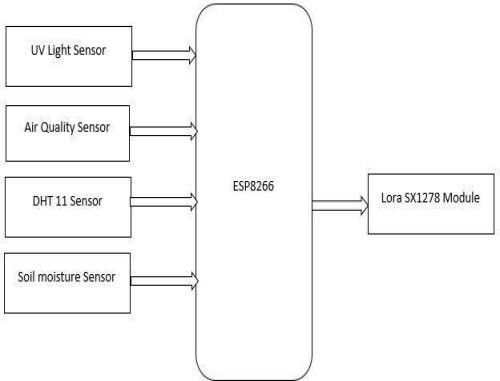 UV Light Sensor
Air Quality Sensor
DHT 11 Sensor
Soil moisture Sensor
ESP8266
Lora SX1278 Module